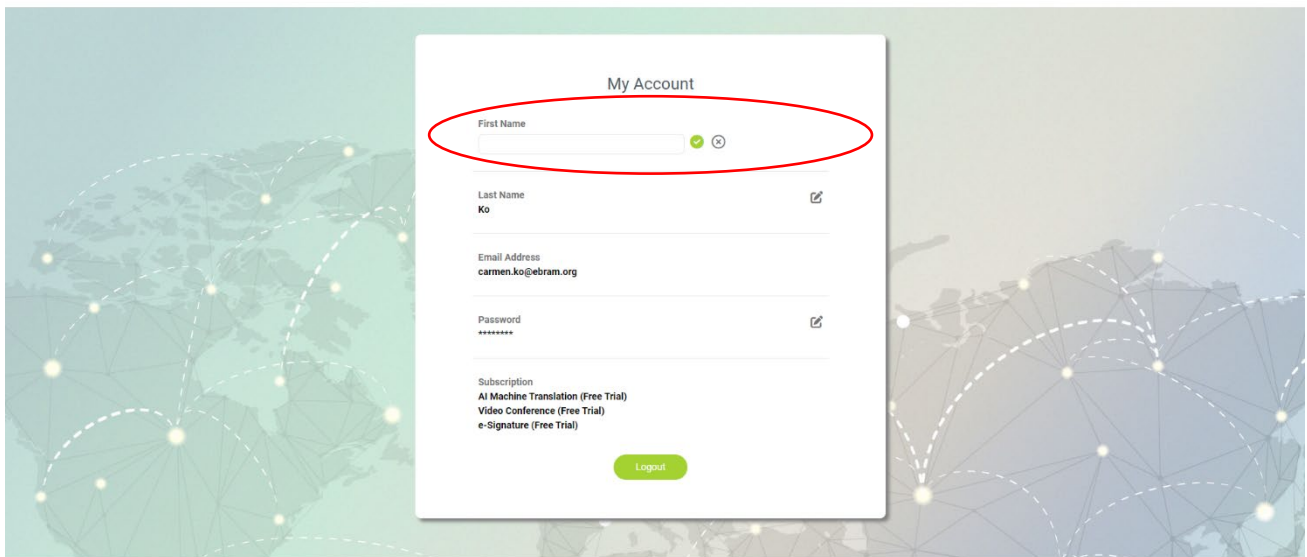 My Account
First Name
Last Name
Ko
Email Address
carmen.ko@ebram.org
Password
********
Subscription
AI Machine Translation (Free Trial)
Video Conference (Free Trial)
e-Signature (Free Trial)
Logout